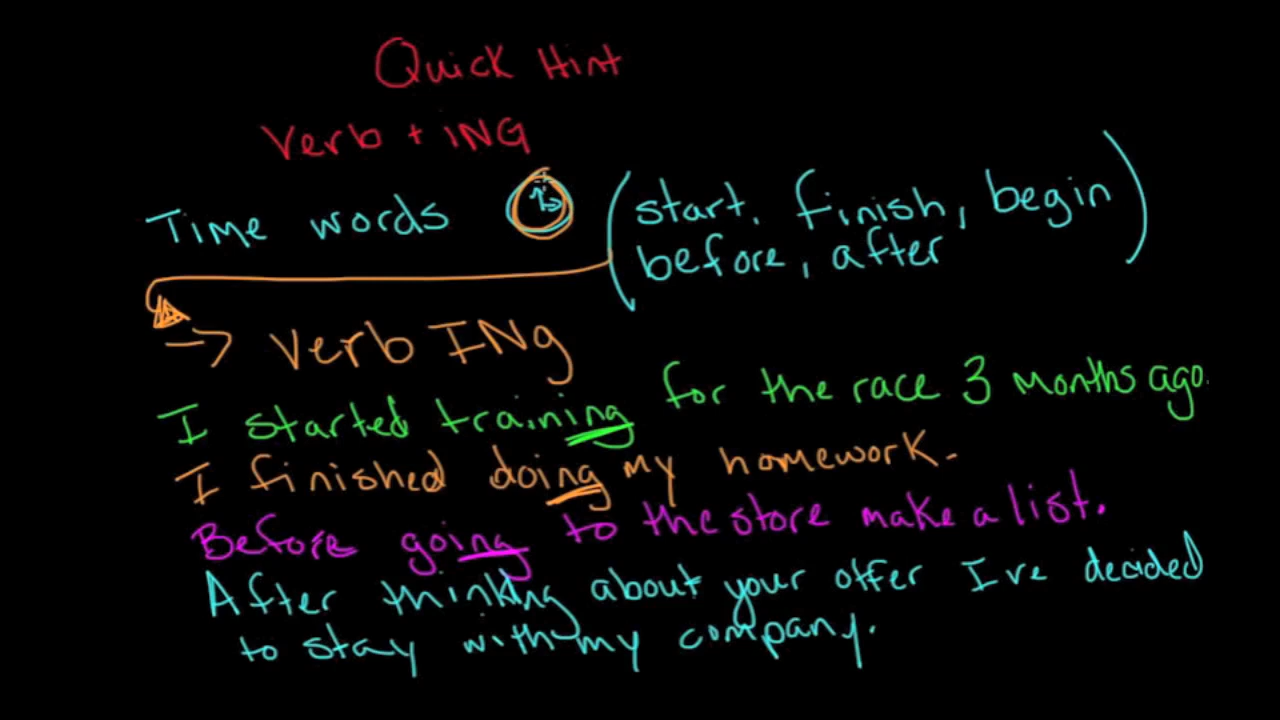 Quick Hint
Verb + ING
Time words (start, finish, begin
before, after)
-> Verb ING
I started training for the race 3 months ago.
I finished doing my homework.
Before going to the store make a list.
After thinking about your offer I've decided
to stay with my company.